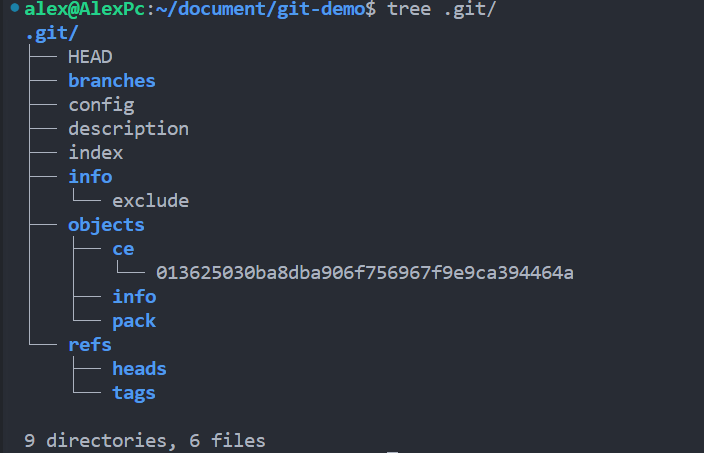 alex@AlexPc:~/document/git-demo$ tree .git/
.git/
├── HEAD
├── branches
├── config
├── description
├── index
├── info
│   └── exclude
├── objects
│   ├── ce
│   │   └── 013625030ba8dba906f756967f9e9ca394464a
│   ├── info
│   └── pack
└── refs
    ├── heads
    └── tags

9 directories, 6 files